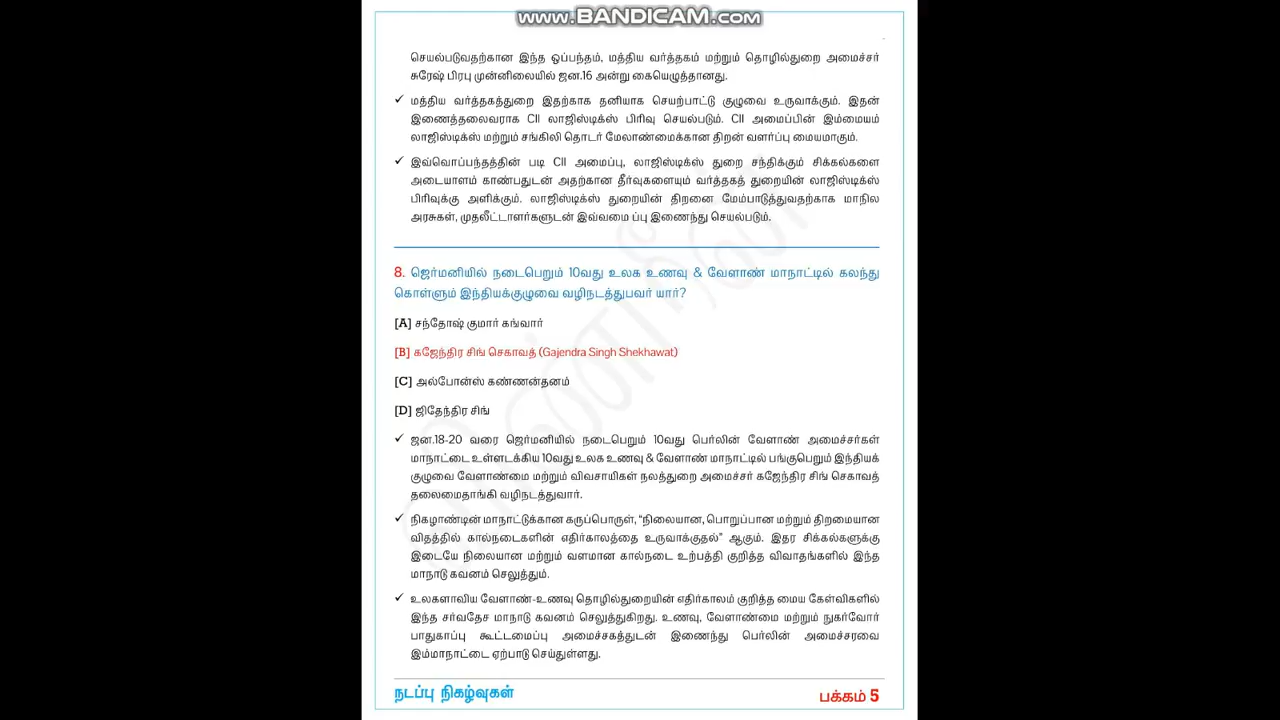 www.BANDICAM.com
செயல்படுவதற்கான இந்த ஒப்பந்தம், மத்திய வர்த்தகம் மற்றும் தொழில்துறை அமைச்சர்
சுரேஷ் பிரபு முன்னிலையில் ஜன.16 அன்று கையெழுத்தானது.
✓ மத்திய வர்த்தகத்துறை இதற்காக தனியாக செயற்பாட்டு குழுவை உருவாக்கும். இதன்
இணைத்தலைவராக CII லாஜிஸ்டிக்ஸ் பிரிவு செயல்படும். CII அமைப்பின் இம்மையம்
லாஜிஸ்டிக்ஸ் மற்றும் சங்கிலி தொடர் மேலாண்மைக்கான திறன் வளர்ப்பு மையமாகும்.
✓ இவ்வொப்பந்தத்தின் படி CII அமைப்பு, லாஜிஸ்டிக்ஸ் துறை சந்திக்கும் சிக்கல்களை
அடையாளம் காண்பதுடன் அதற்கான தீர்வுகளையும் வர்த்தகத் துறையின் லாஜிஸ்டிக்ஸ்
பிரிவுக்கு அளிக்கும். லாஜிஸ்டிக்ஸ் துறையின் திறனை மேம்பாடுத்துவதற்காக மாநில
அரசுகள், முதலீட்டாளர்களுடன் இவ்வமை ப்பு இணைந்து செயல்படும்.
8. ஜெர்மனியில் நடைபெறும் 10வது உலக உணவு & வேளாண் மாநாட்டில் கலந்து
கொள்ளும் இந்தியக்குழுவை வழிநடத்துபவர் யார்?
[A] சந்தோஷ் குமார் கங்வார்
[B] கஜேந்திர சிங் செகாவத் (Gajendra Singh Shekhawat)
[C] அல்போன்ஸ் கண்ணன்தனம்
[D] ஜிதேந்திர சிங்
✓ ஜன.18-20 வரை ஜெர்மனியில் நடைபெறும் 10வது பெர்லின் வேளாண் அமைச்சர்கள்
மாநாட்டை உள்ளடக்கிய 10வது உலக உணவு & வேளாண் மாநாட்டில் பங்குபெறும் இந்தியக்
குழுவை வேளாண்மை மற்றும் விவசாயிகள் நலத்துறை அமைச்சர் கஜேந்திர சிங் செகாவத்
தலைமைதாங்கி வழிநடத்துவார்.
✓ நிகழாண்டின் மாநாட்டுக்கான கருப்பொருள், “நிலையான, பொறுப்பான மற்றும் திறமையான
விதத்தில் கால்நடைகளின் எதிர்காலத்தை உருவாக்குதல்” ஆகும். இதர சிக்கல்களுக்கு
இடையே நிலையான மற்றும் வளமான கால்நடை உற்பத்தி குறித்த விவாதங்களில் இந்த
மாநாடு கவனம் செலுத்தும்.
✓ உலகளாவிய வேளாண்-உணவு தொழில்துறையின் எதிர்காலம் குறித்த மைய கேள்விகளில்
இந்த சர்வதேச மாநாடு கவனம் செலுத்துகிறது. உணவு, வேளாண்மை மற்றும் நுகர்வோர்
பாதுகாப்பு கூட்டமைப்பு அமைச்சகத்துடன் இணைந்து பெர்லின் அமைச்சரவை
இம்மாநாட்டை ஏற்பாடு செய்துள்ளது.
நடப்பு நிகழ்வுகள்
பக்கம் 5